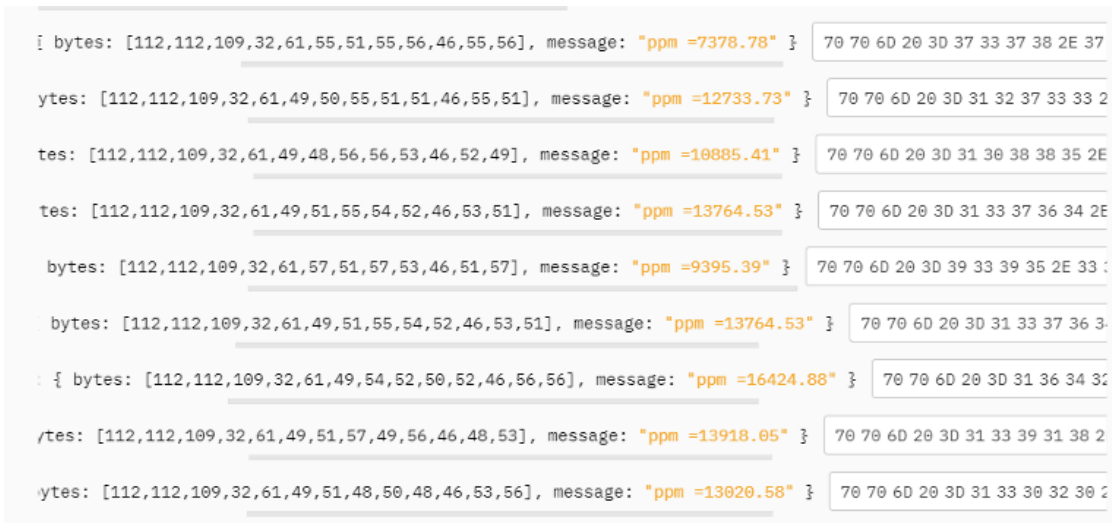 { bytes: [112,112,109,32,61,55,51,55,56,46,55,56], message: "ppm =7378.78" } 70 70 6D 20 3D 37 33 37 38 2E 37
ytes: [112,112,109,32,61,49,50,55,51,51,46,55,51], message: "ppm =12733.73" } 70 70 6D 20 3D 31 32 37 33 33 2
tes: [112,112,109,32,61,49,48,56,56,53,46,52,49], message: "ppm =10885.41" } 70 70 6D 20 3D 31 30 38 38 35 2E
tes: [112,112,109,32,61,49,51,55,54,52,46,53,51], message: "ppm =13764.53" } 70 70 6D 20 3D 31 33 37 36 34 2E
bytes: [112,112,109,32,61,57,51,57,53,46,51,57], message: "ppm =9395.39" } 70 70 6D 20 3D 39 33 39 35 2E 33
bytes: [112,112,109,32,61,49,51,55,54,52,46,53,51], message: "ppm =13764.53" } 70 70 6D 20 3D 31 33 37 36 3
: { bytes: [112,112,109,32,61,49,54,52,50,52,46,56,56], message: "ppm =16424.88" } 70 70 6D 20 3D 31 36 34 32
ytes: [112,112,109,32,61,49,51,57,49,56,46,48,53], message: "ppm =13918.05" } 70 70 6D 20 3D 31 33 39 31 38 2
ytes: [112,112,109,32,61,49,51,48,50,48,46,53,56], message: "ppm =13020.58" } 70 70 6D 20 3D 31 33 30 32 30 2